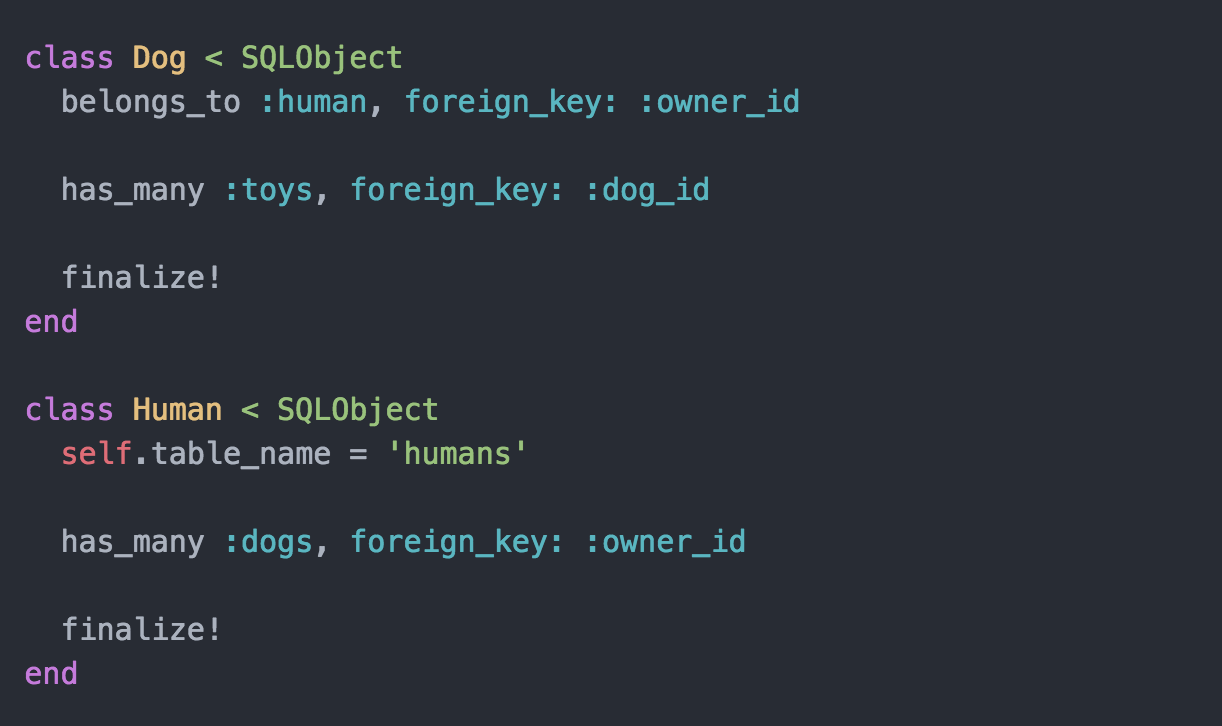 class Dog < SQLObject
  belongs_to :human, foreign_key: :owner_id
  has_many :toys, foreign_key: :dog_id
  finalize!
end
class Human < SQLObject
  self.table_name = 'humans'
  has_many :dogs, foreign_key: :owner_id
  finalize!
end